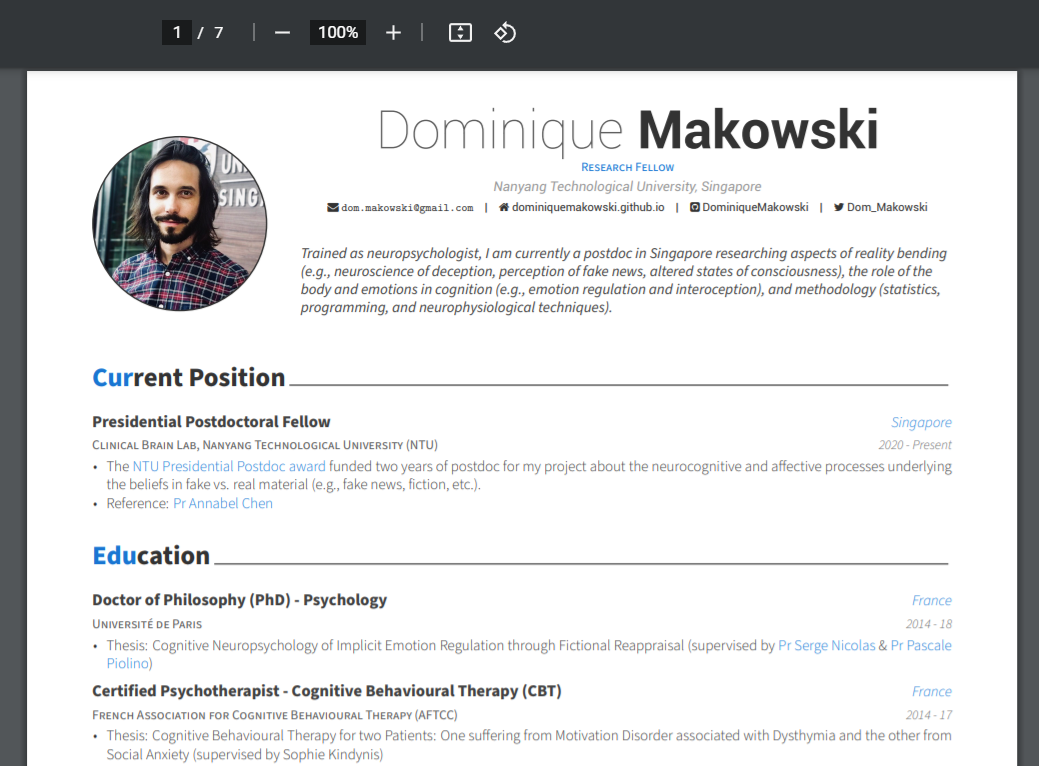 1 / 7 100%
Dominique Makowski
Research Fellow
Nanyang Technological University, Singapore
dom.makowski@gmail.com | dominiquemakowski.github.io | DominiqueMakowski | Dom_Makowski
UN
SING
Trained as neuropsychologist, I am currently a postdoc in Singapore researching aspects of reality bending
(e.g., neuroscience of deception, perception of fake news, altered states of consciousness), the role of the
body and emotions in cognition (e.g., emotion regulation and interoception), and methodology (statistics,
programming, and neurophysiological techniques).
Current Position
Presidential Postdoctoral Fellow Singapore
Clinical Brain Lab, Nanyang Technological University (NTU) 2020 - Present
• The NTU Presidential Postdoc award funded two years of postdoc for my project about the neurocognitive and affective processes underlying
the beliefs in fake vs. real material (e.g., fake news, fiction, etc.).
• Reference: Pr Annabel Chen
Education
Doctor of Philosophy (PhD) - Psychology France
Université de Paris 2014 - 18
• Thesis: Cognitive Neuropsychology of Implicit Emotion Regulation through Fictional Reappraisal (supervised by Pr Serge Nicolas & Pr Pascale
Piolino)
Certified Psychotherapist - Cognitive Behavioural Therapy (CBT) France
French Association for Cognitive Behavioural Therapy (AFTCC) 2014 - 17
• Thesis: Cognitive Behavioural Therapy for two Patients: One suffering from Motivation Disorder associated with Dysthymia and the other from
Social Anxiety (supervised by Sophie Kindynis)